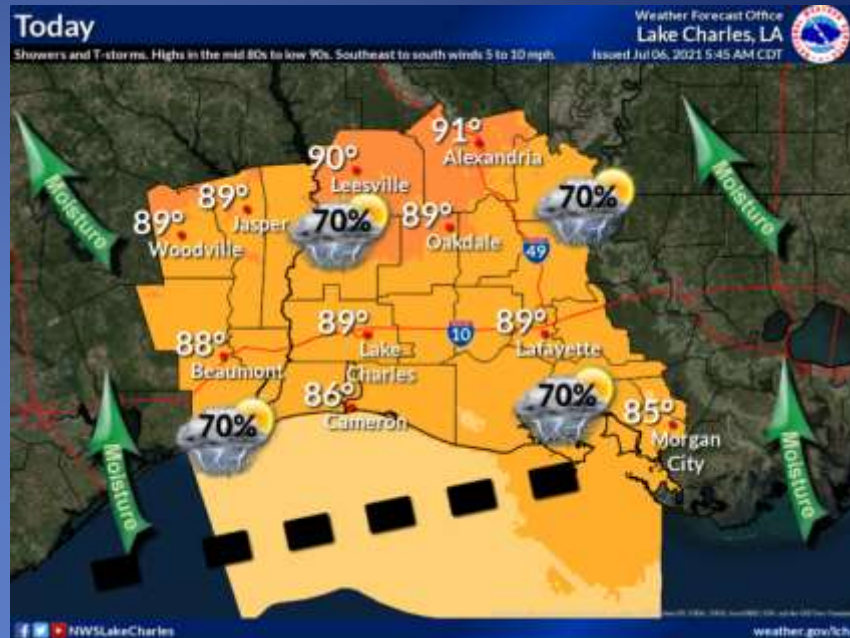 Today
Weather Forecast Office
Lake Charles, LA
Showers and T-storms. Highs in the mid 80s to low 90s. Southeast to south winds 5 to 10 mph.
Issued Jul 06, 2021 5:45 AM CDT
91°
Alexandria
90°
Leesville
70%
89°
Jasper
70%
89°
Oakdale
89°
Woodville
Moisture
Moisture
49
89°
Lake
Charles
10
89°
Lafayette
88°
Beaumont
70%
86°
Cameron
70%
85°
Morgan
City
Moisture
Moisture
NWSLakeCharles
weather.gov/lch